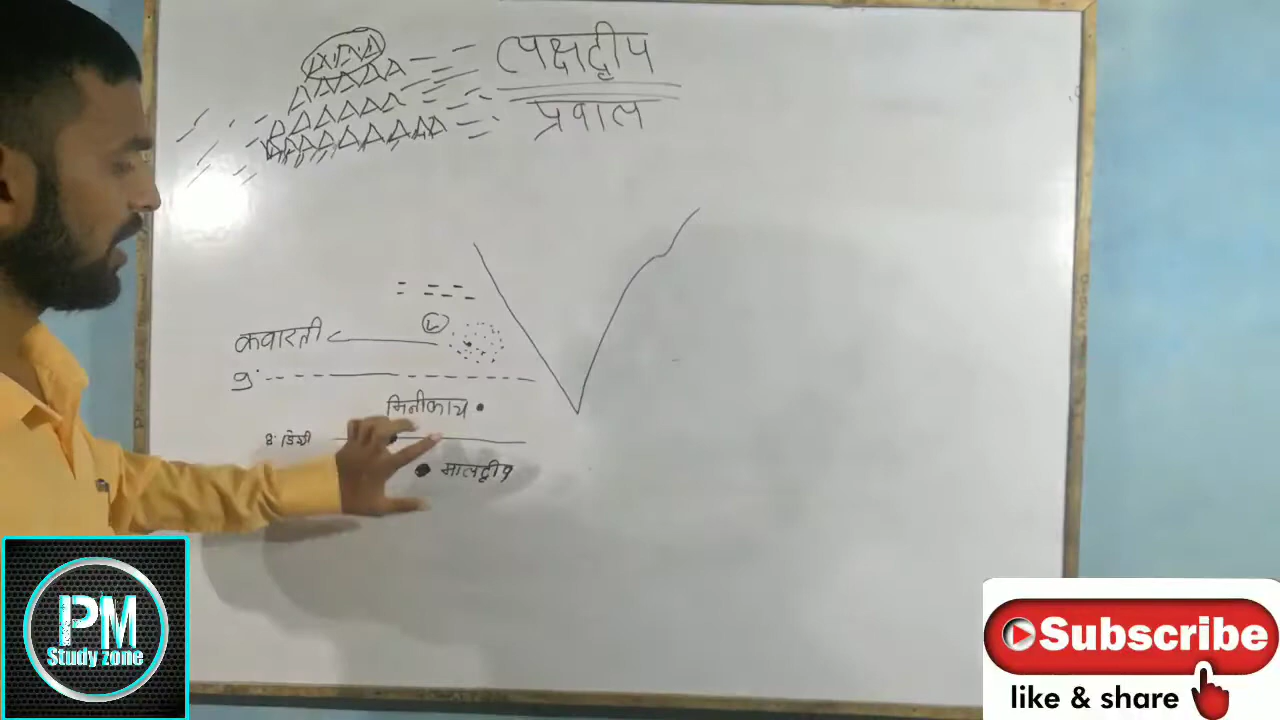 लक्षद्वीप
प्रवाल
L
कवारती
9°
मिनीकाय
8° डिग्री
मालद्वीप
PM
Study zone
Subscribe
like & share